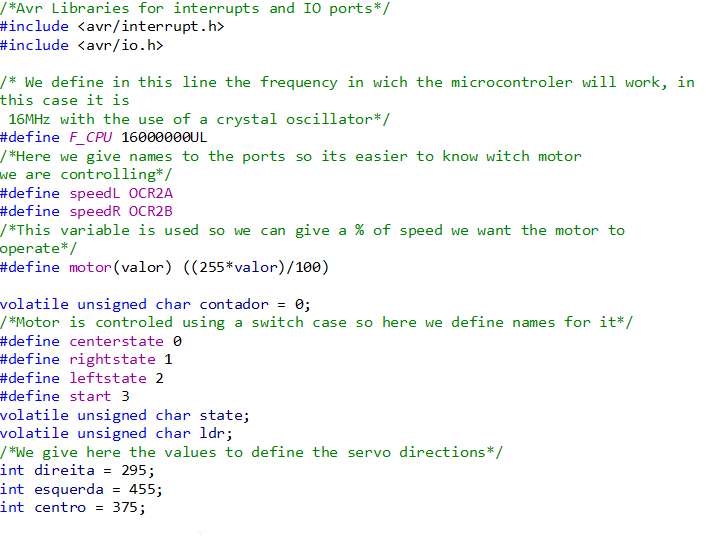 /*Avr Libraries for interrupts and IO ports*/
#include <avr/interrupt.h>
#include <avr/io.h>
/* We define in this line the frequency in wich the microcontroler will work, in
this case it is
 16MHz with the use of a crystal oscillator*/
#define F_CPU 16000000UL
/*Here we give names to the ports so its easier to know witch motor
we are controlling*/
#define speedL OCR2A
#define speedR OCR2B
/*This variable is used so we can give a % of speed we want the motor to
operate*/
#define motor(valor) ((255*valor)/100)
volatile unsigned char contador = 0;
/*Motor is controled using a switch case so here we define names for it*/
#define centerstate 0
#define rightstate 1
#define leftstate 2
#define start 3
volatile unsigned char state;
volatile unsigned char ldr;
/*We give here the values to define the servo directions*/
int direita = 295;
int esquerda = 455;
int centro = 375;